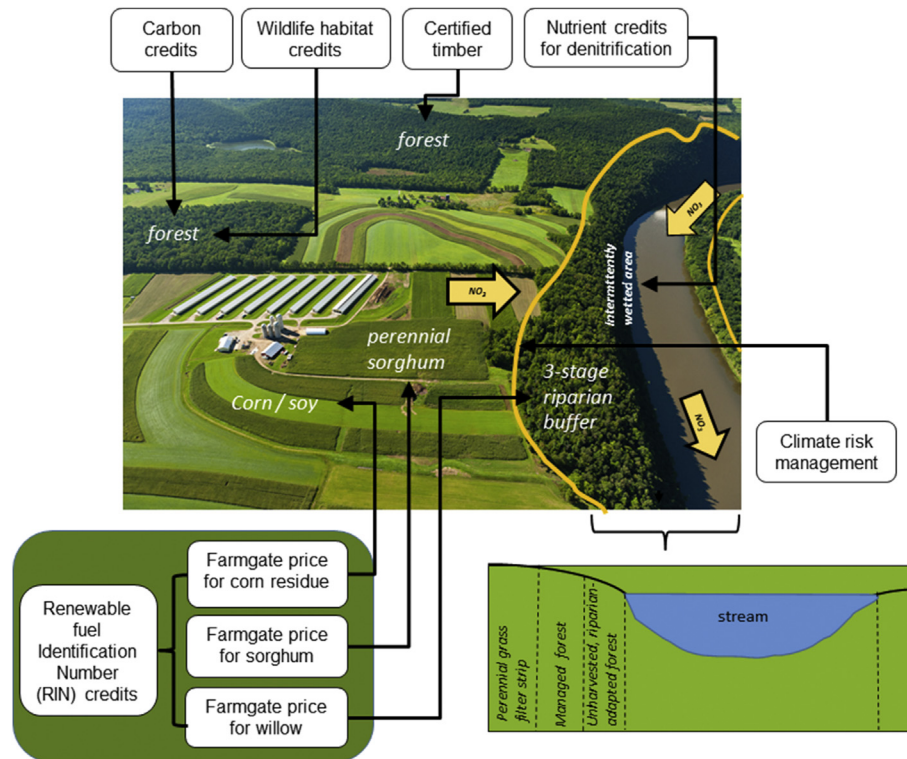 Carbon
credits
Wildlife habitat
credits
Certified
timber
Nutrient credits
for denitrification
forest
forest
NO₃
NO₃
Intermttently
wetted area
perennial
sorghum
3-stage
riparian
buffer
Corn / soy
NO₃
Climate risk
management
Renewable
fuel
Identification
Number
(RIN) credits
Farmgate price
for corn residue
Farmgate price
for sorghum
Farmgate price
for willow
stream
Perennial grass
filter strip
Managed forest
Unharvested, riparian
adapted forest